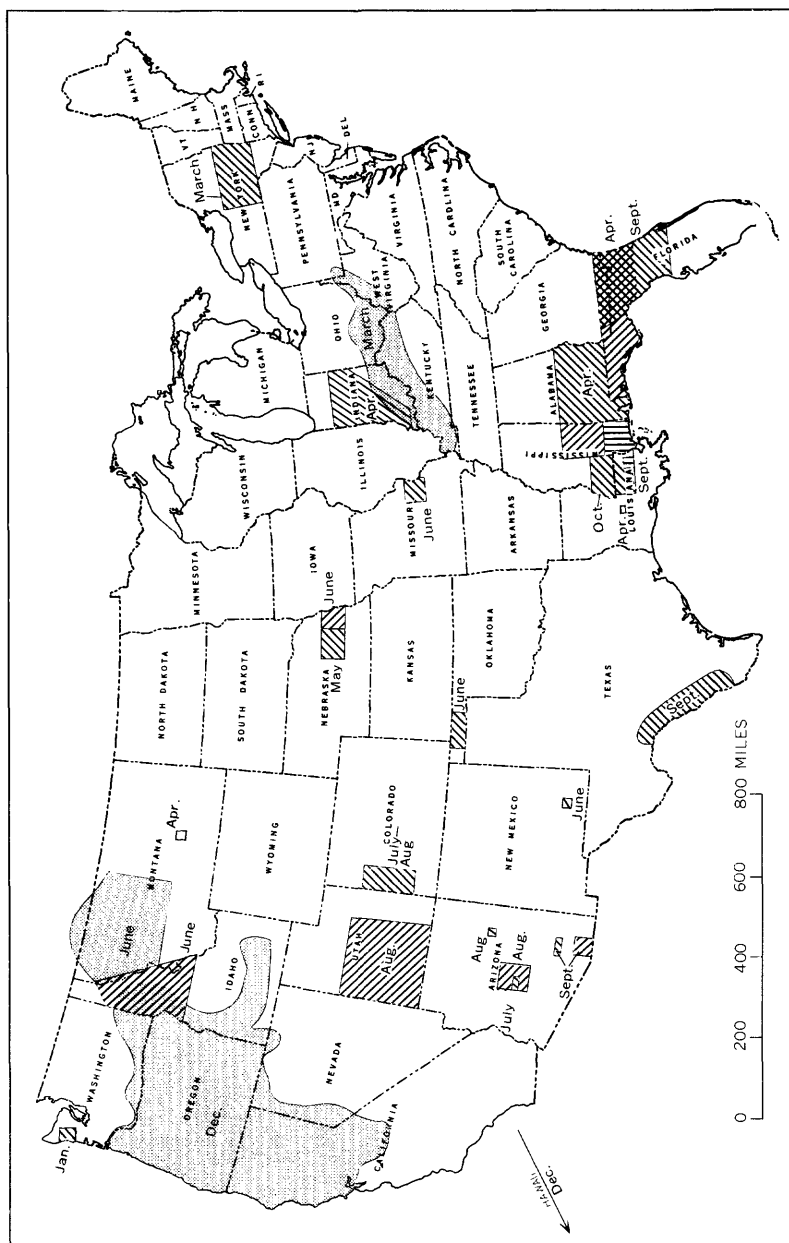 WASHINGTON
Jan.
OREGON
Dec.
CALIFORNIA
NEVADA
IDAHO
June
MONTANA
June
Apr.
WYOMING
UTAH
Aug.
COLORADO
July
Aug
ARIZONA
Aug
Aug.
July
Sept.
NEW MEXICO
June
NORTH DAKOTA
SOUTH DAKOTA
NEBRASKA
May
June
KANSAS
June
OKLAHOMA
TEXAS
Sept.
MINNESOTA
IOWA
MISSOURI
June
ARKANSAS
LOUISIANA
Oct.
Apr.
Sept.
WISCONSIN
ILLINOIS
MICHIGAN
INDIANA
Apr.
OHIO
March
KENTUCKY
TENNESSEE
MISSISSIPPI
ALABAMA
Apr.
GEORGIA
FLORIDA
Apr.
Sept.
SOUTH CAROLINA
NORTH CARDLINA
VIRGINIA
WEST VIRGINIA
MD
DEL
PENNSYLVANIA
NJ
NEW YORK
March
CONN
RI
MASS
VT
N H
MAINE
HAWAII
Dec.
0 200 400 600 800 MILES